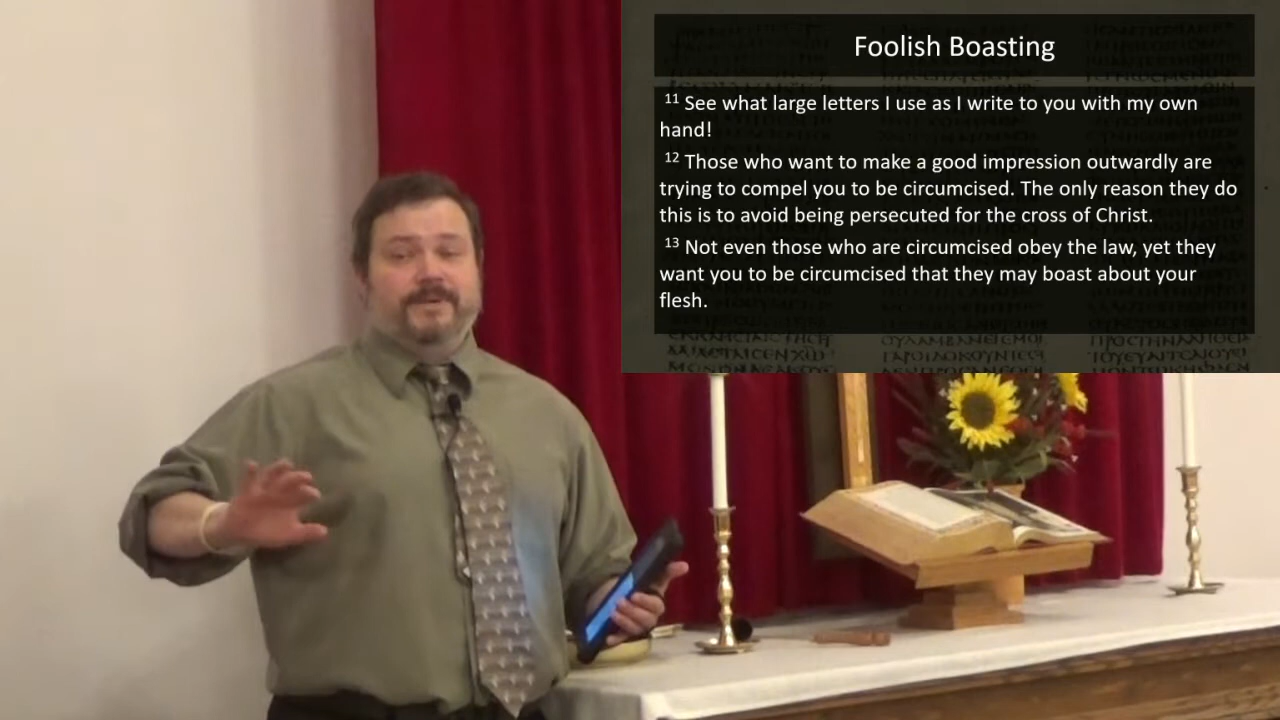 Foolish Boasting
11 See what large letters I use as I write to you with my own
hand!
12 Those who want to make a good impression outwardly are
trying to compel you to be circumcised. The only reason they do
this is to avoid being persecuted for the cross of Christ.
13 Not even those who are circumcised obey the law, yet they
want you to be circumcised that they may boast about your
flesh.